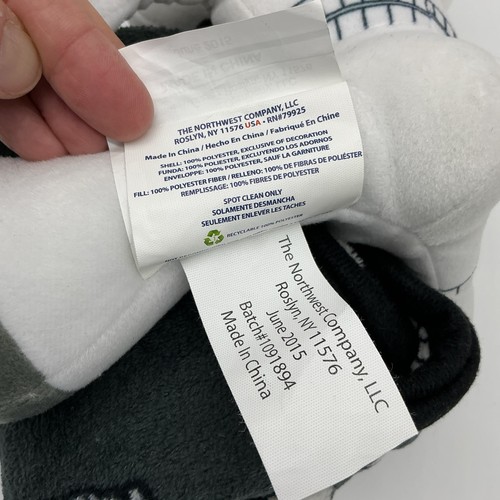 THE NORTHWEST COMPANY, LLC
ROSLYN, NY 11576 USA • RN#79925
Made in China / Hecho En China / Fabriqué En Chine
SHELL: 100% POLYESTER, EXCLUSIVE OF DECORATION
FUNDA: 100% POLIESTER, EXCLUYENDO LOS ADORNOS
ENVELOPPE: 100% POLYESTER, SAUF LA GARNITURE
FILL: 100% POLYESTER FIBER / RELLENO: 100% DE FIBRAS DE POLIÉSTER
REMPLISSAGE: 100% FIBRES DE POLYESTER
SPOT CLEAN ONLY
SOLAMENTE DESMANCHA
SEULEMENT ENLEVER LES TACHES
RECYCLABLE 100% POLYESTER
The Northwest Company, LLC
Roslyn, NY 11576
June 2015
Batch#1091894
Made In China